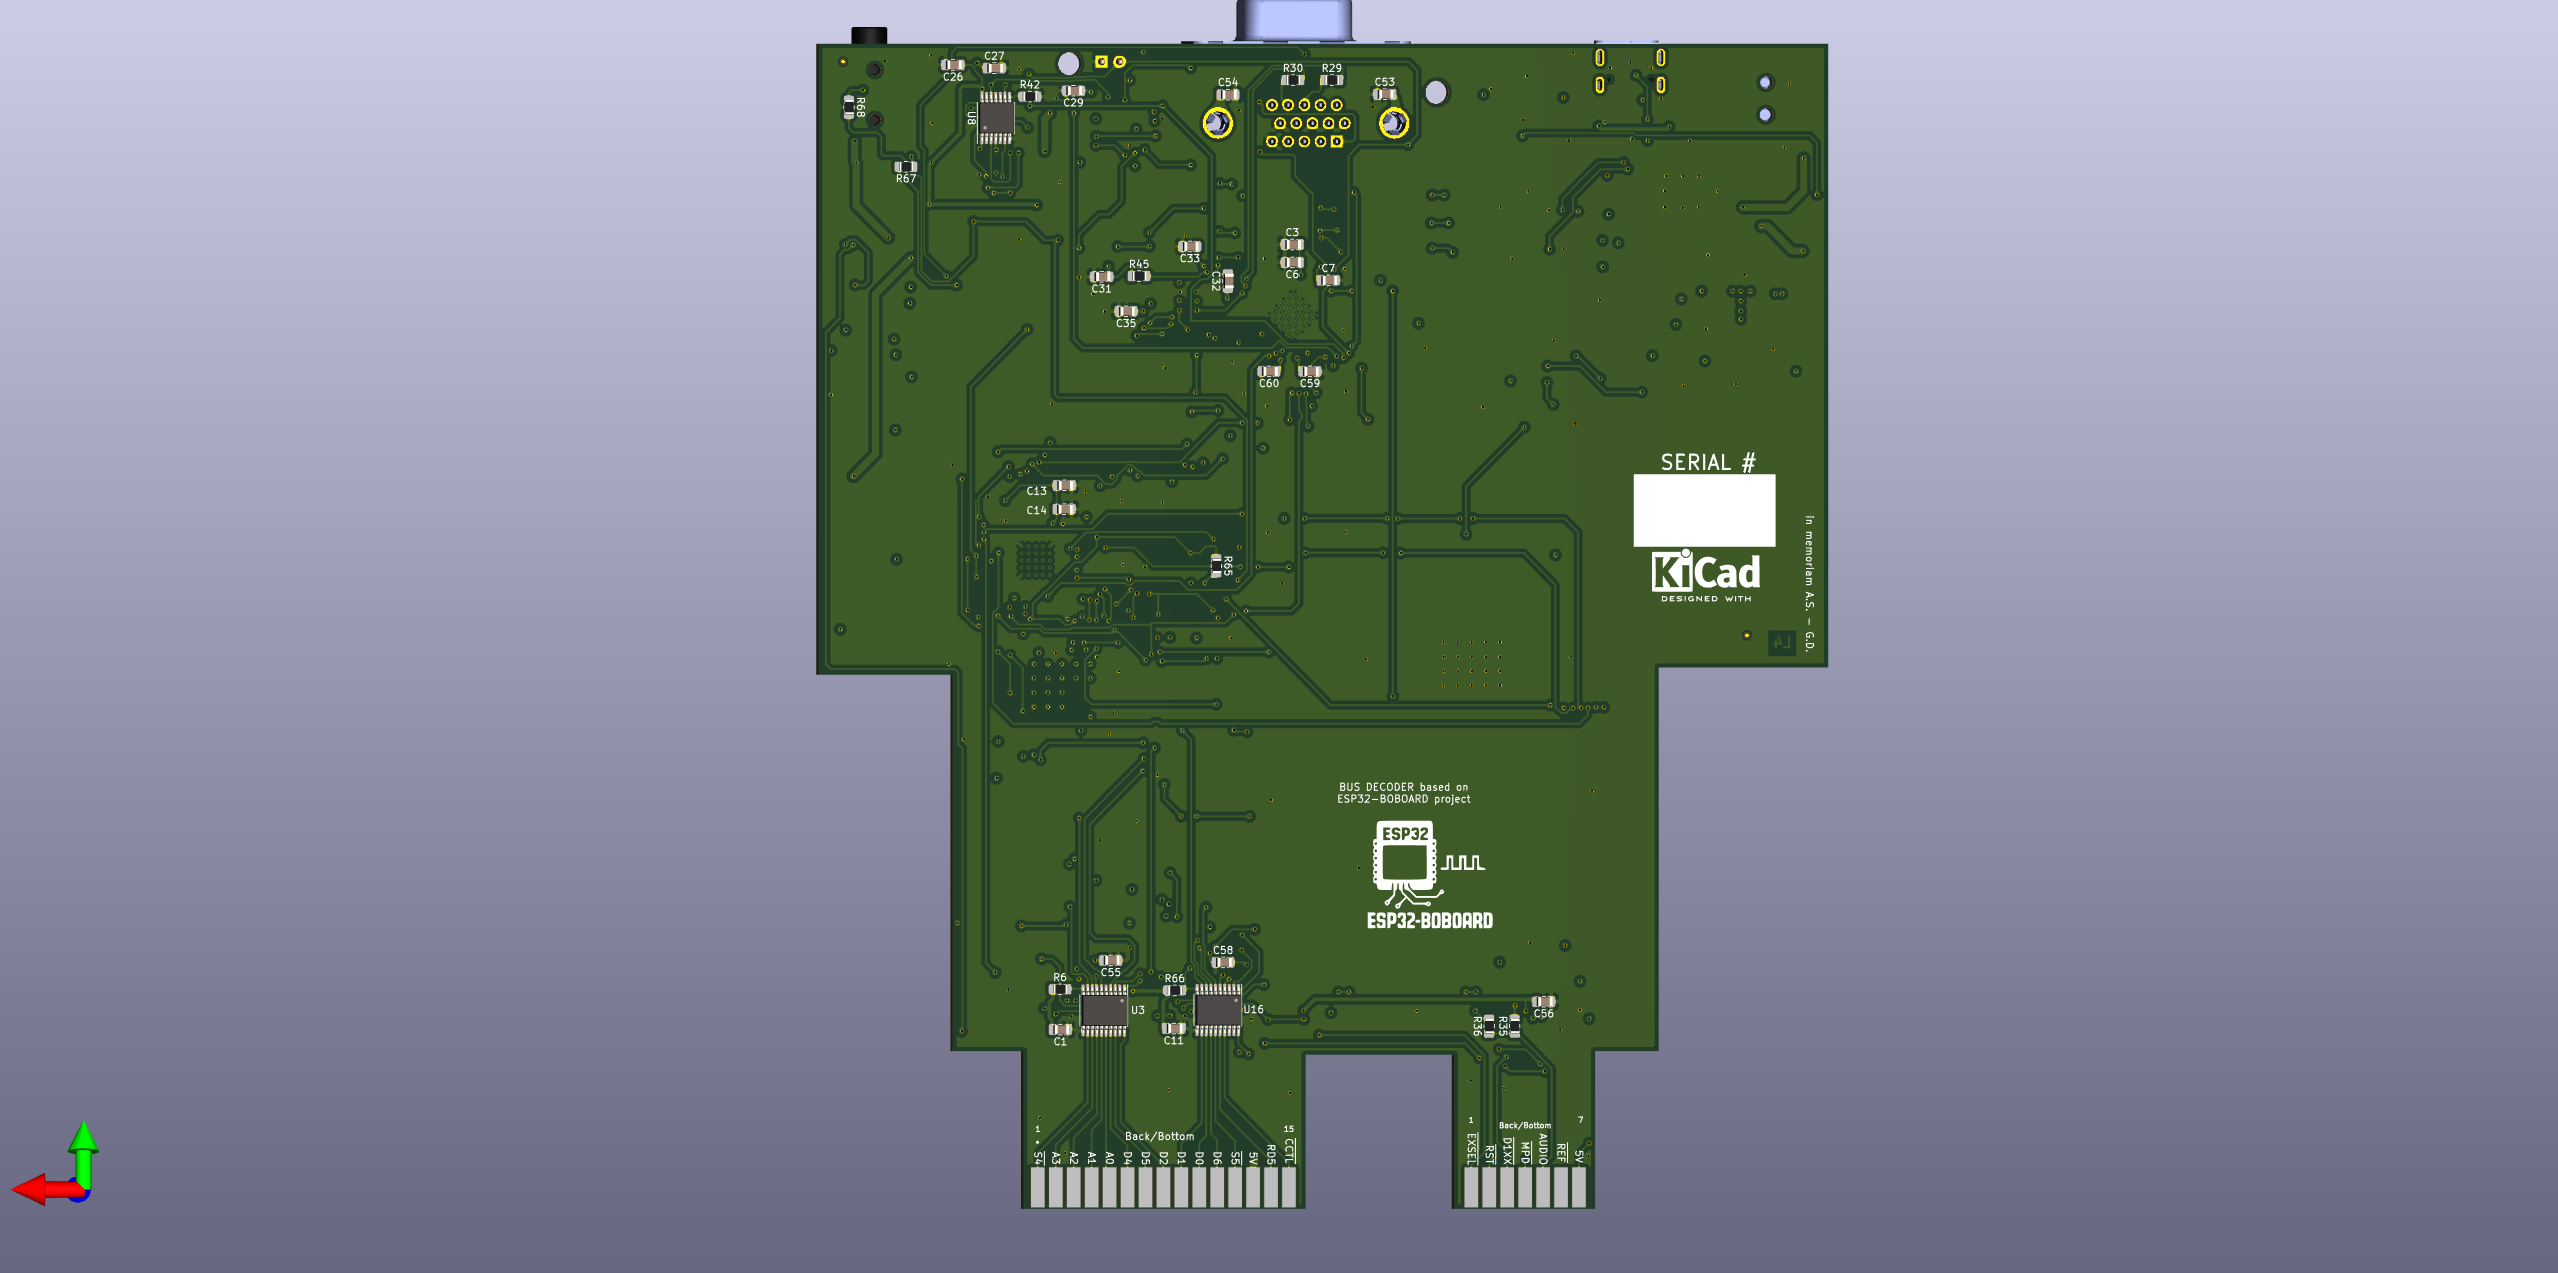 C27
C26
R42
C29
R68
U8
R67
C54
R30
R29
C53
C33
C31
R45
C32
C35
C3
C6
C7
C60
C59
C13
C14
R65
SERIAL #
KiCad
DESIGNED WITH
in memoriam A.S. - G.D.
L4
BUS DECODER based on
ESP32-BOBOARD project
ESP32
ESP32-BOBOARD
C58
C55
R6
R66
U3
U16
C1
C11
C56
R36
R35
1
15
Back/Bottom
S4
A3
A2
A1
A0
D4
D5
D2
D1
D0
D6
S5
5V
RD5
CCTL
1
7
Back/Bottom
EXSEL
RST
D1XX
MPD
AUDIO
REF
5V